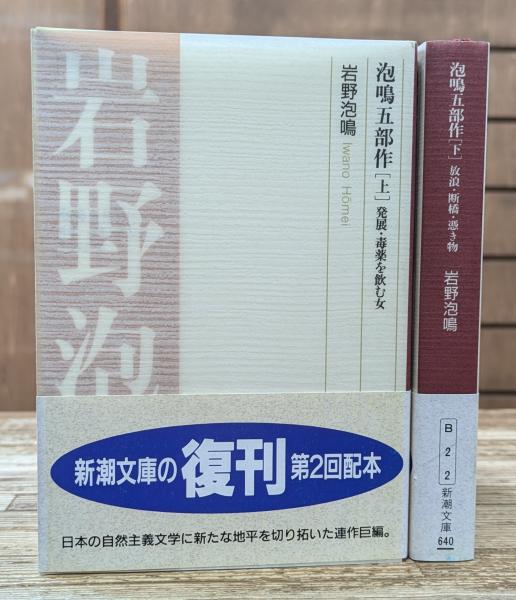 岩野泡
泡鳴五部作［上］発展・毒薬を飲む女
岩野泡鳴 Iwano Hōmei
新潮文庫の復刊 第2回配本
日本の自然主義文学に新たな地平を切り拓いた連作巨編。
泡鳴五部作［下］放浪・断橋・憑き物
岩野泡鳴
B
2
2
新潮文庫
640